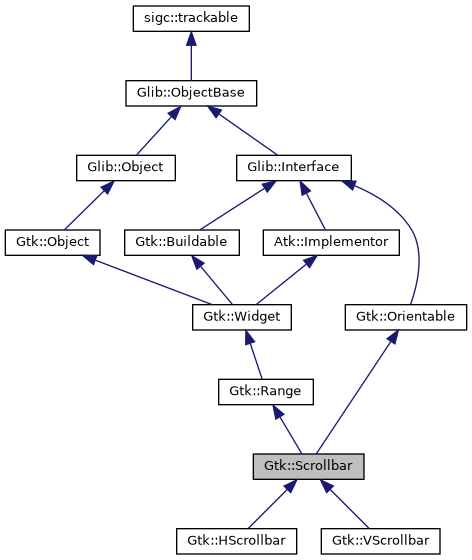 sigc::trackable
Glib::ObjectBase
Glib::Object
Glib::Interface
Gtk::Object
Gtk::Buildable
Atk::Implementor
Gtk::Widget
Gtk::Orientable
Gtk::Range
Gtk::Scrollbar
Gtk::HScrollbar
Gtk::VScrollbar